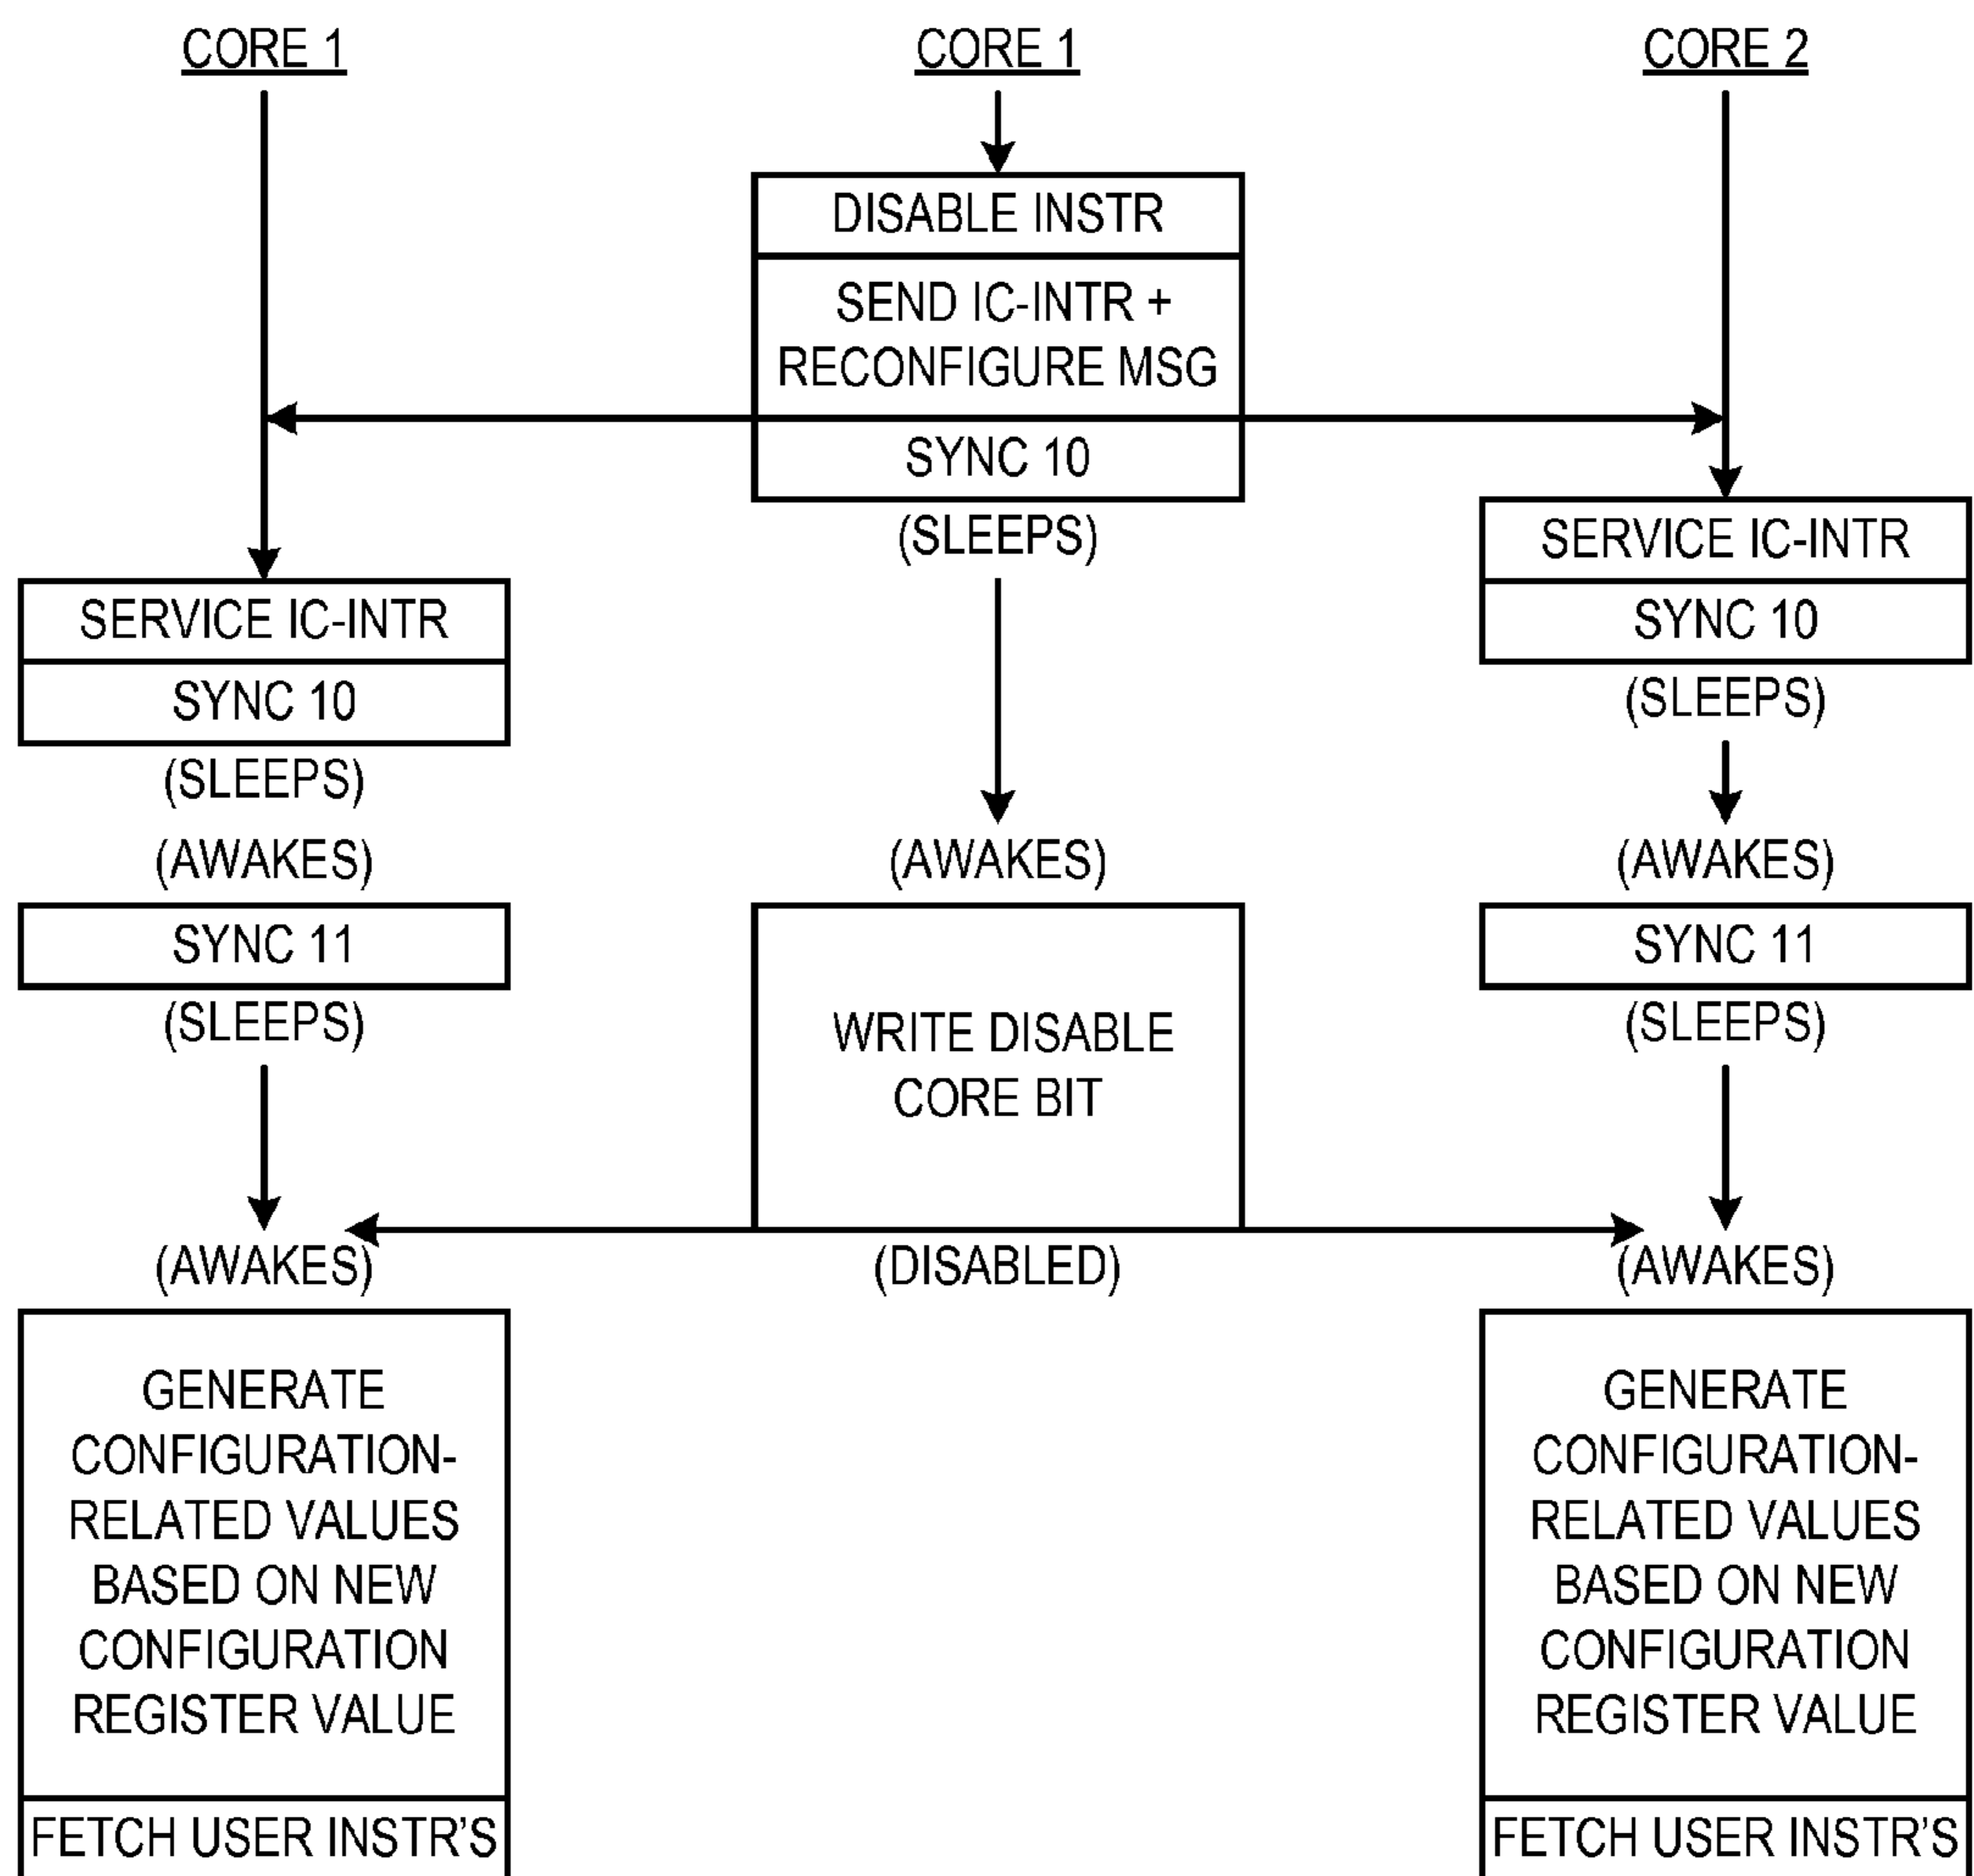 CORE 1
CORE 1
CORE 2
DISABLE INSTR
SEND IC-INTR +
RECONFIGURE MSG
SYNC 10
(SLEEPS)
SERVICE IC-INTR
SYNC 10
(SLEEPS)
SERVICE IC-INTR
SYNC 10
(SLEEPS)
(AWAKES)
(AWAKES)
(AWAKES)
SYNC 11
(SLEEPS)
WRITE DISABLE
CORE BIT
SYNC 11
(SLEEPS)
(AWAKES)
(DISABLED)
(AWAKES)
GENERATE
CONFIGURATION-
RELATED VALUES
BASED ON NEW
CONFIGURATION
REGISTER VALUE
FETCH USER INSTR'S
GENERATE
CONFIGURATION-
RELATED VALUES
BASED ON NEW
CONFIGURATION
REGISTER VALUE
FETCH USER INSTR'S